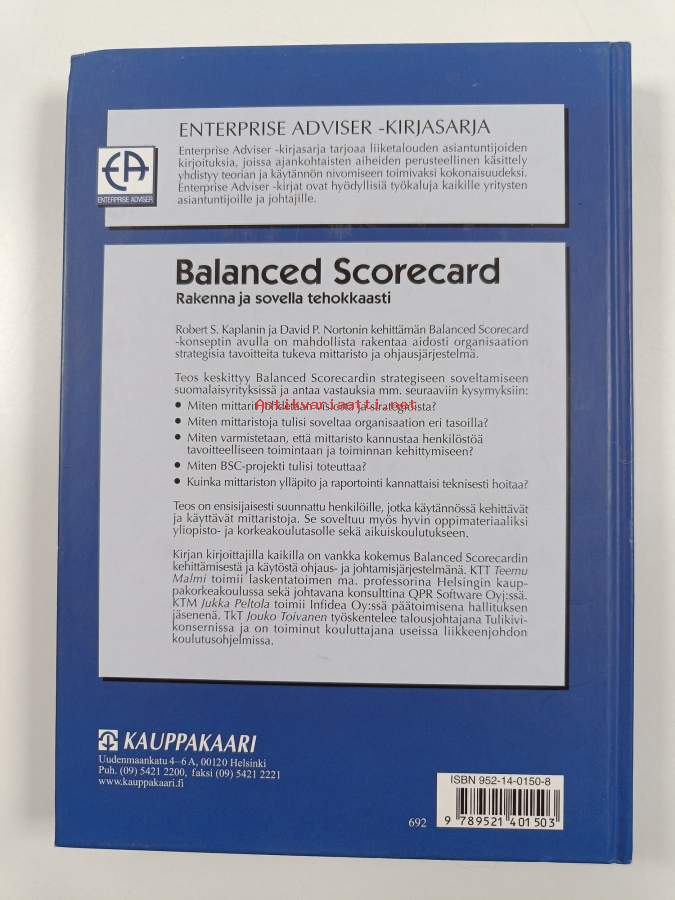 ENTERPRISE ADVISER -KIRJASARJA
Enterprise Adviser -kirjasarja tarjoaa liiketalouden asiantuntijoiden
kirjoituksia, joissa ajankohtaisten aiheiden perusteellinen käsittely
yhdistyy teorian ja käytännön nivomiseen toimivaksi kokonaisuudeksi.
Enterprise Adviser -kirjat ovat hyödyllisiä työkaluja kaikille yritysten
asiantuntijoille ja johtajille.
EA
ENTERPRISE ADVISER
Balanced Scorecard
Rakenna ja sovella tehokkaasti
Robert S. Kaplanin ja David P. Nortonin kehittämän Balanced Scorecard
-konseptin avulla on mahdollista rakentaa aidosti organisaation
strategisia tavoitteita tukeva mittaristo ja ohjausjärjestelmä.
Teos keskittyy Balanced Scorecardin strategiseen soveltamiseen
suomalaisyrityksissä ja antaa vastauksia mm. seuraaviin kysymyksiin:
• Miten mittarit johdetaan visiosta ja strategioista?
Antikvariaatti.net
• Miten mittaristoja tulisi soveltaa organisaation eri tasoilla?
• Miten varmistetaan, että mittaristo kannustaa henkilöstöä
tavoitteelliseen toimintaan ja toiminnan kehittymiseen?
• Miten BSC-projekti tulisi toteuttaa?
• Kuinka mittariston ylläpito ja raportointi kannattaisi teknisesti hoitaa?
Teos on ensisijaisesti suunnattu henkilöille, jotka käytännössä kehittävät
ja käyttävät mittaristoja. Se soveltuu myös hyvin oppimateriaaliksi
yliopisto- ja korkeakoulutasolle sekä aikuiskoulutukseen.
Kirjan kirjoittajilla kaikilla on vankka kokemus Balanced Scorecardin
kehittämisestä ja käytöstä ohjaus- ja johtamisjärjestelmänä. KTT Teemu
Malmi toimii laskentatoimen ma. professorina Helsingin kaup-
pakorkeakoulussa sekä johtavana konsulttina QPR Software Oyj:ssä.
KTM Jukka Peltola toimii Infidea Oy:ssä päätoimisena hallituksen
jäsenenä. TkT Jouko Toivanen työskentelee talousjohtajana Tulikivi-
konsernissa ja on toiminut kouluttajana useissa liikkeenjohdon
koulutusohjelmissa.
KAUPPAKAARI
Uudenmaankatu 4–6 A, 00120 Helsinki
Puh. (09) 5421 2200, faksi (09) 5421 2221
www.kauppakaari.fi
692
ISBN 952-14-0150-8
9 789521 401503